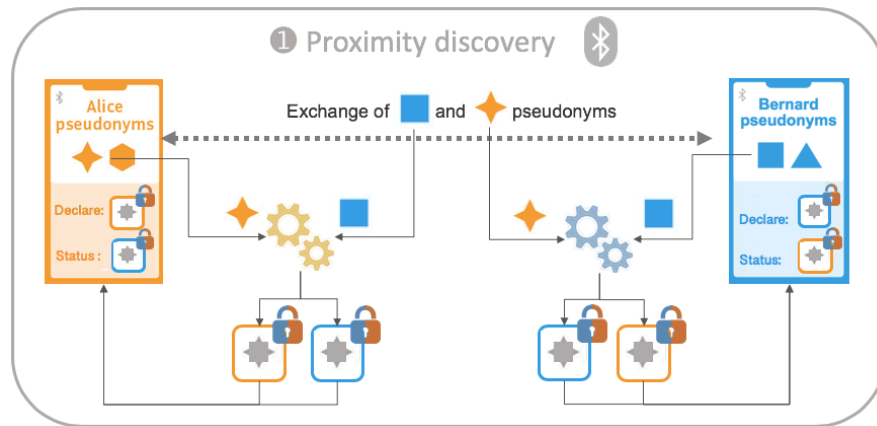 ❶ Proximity discovery
Alice
pseudonyms
Exchange of and pseudonyms
Bernard
pseudonyms
Declare:
Status :
Declare:
Status: